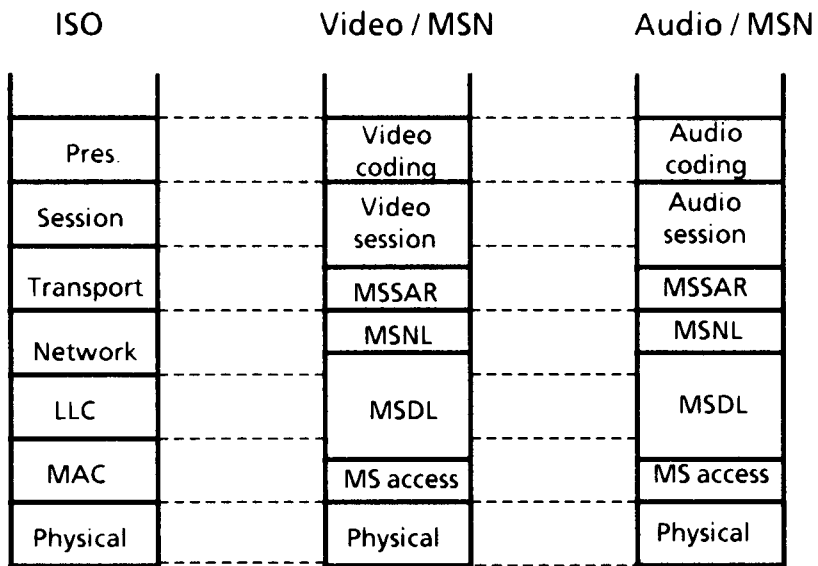 ISO Video / MSN Audio / MSN
Pres. Video coding Audio coding
Session Video session Audio session
Transport MSSAR MSSAR
Network MSNL MSNL
LLC MSDL MSDL
MAC MS access MS access
Physical Physical Physical